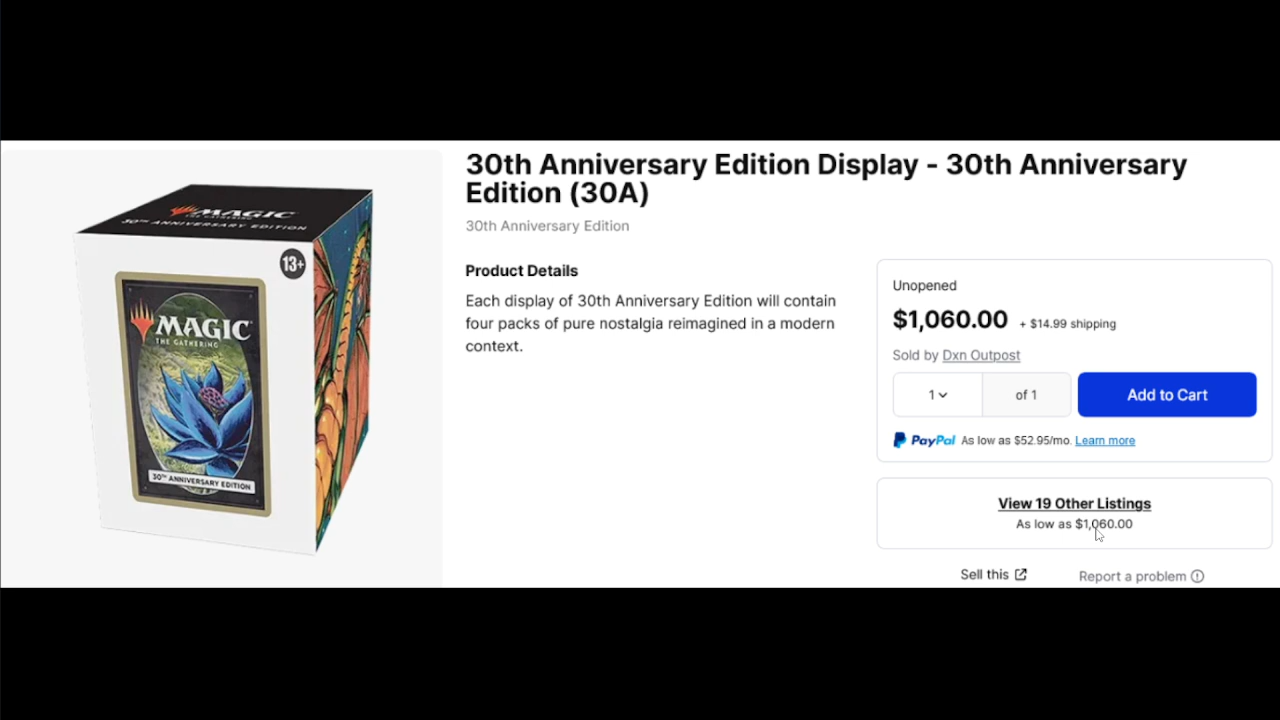 30th Anniversary Edition Display - 30th Anniversary
Edition (30A)
30th Anniversary Edition
Product Details
Each display of 30th Anniversary Edition will contain
four packs of pure nostalgia reimagined in a modern
context.
MAGIC
THE GATHERING
30TH ANNIVERSARY EDITION
13+
MAGIC
THE GATHERING
30TH ANNIVERSARY EDITION
Unopened
$1,060.00 + $14.99 shipping
Sold by Dxn Outpost
1 of 1 Add to Cart
PayPal As low as $52.95/mo. Learn more
View 19 Other Listings
As low as $1,060.00
Sell this Report a problem